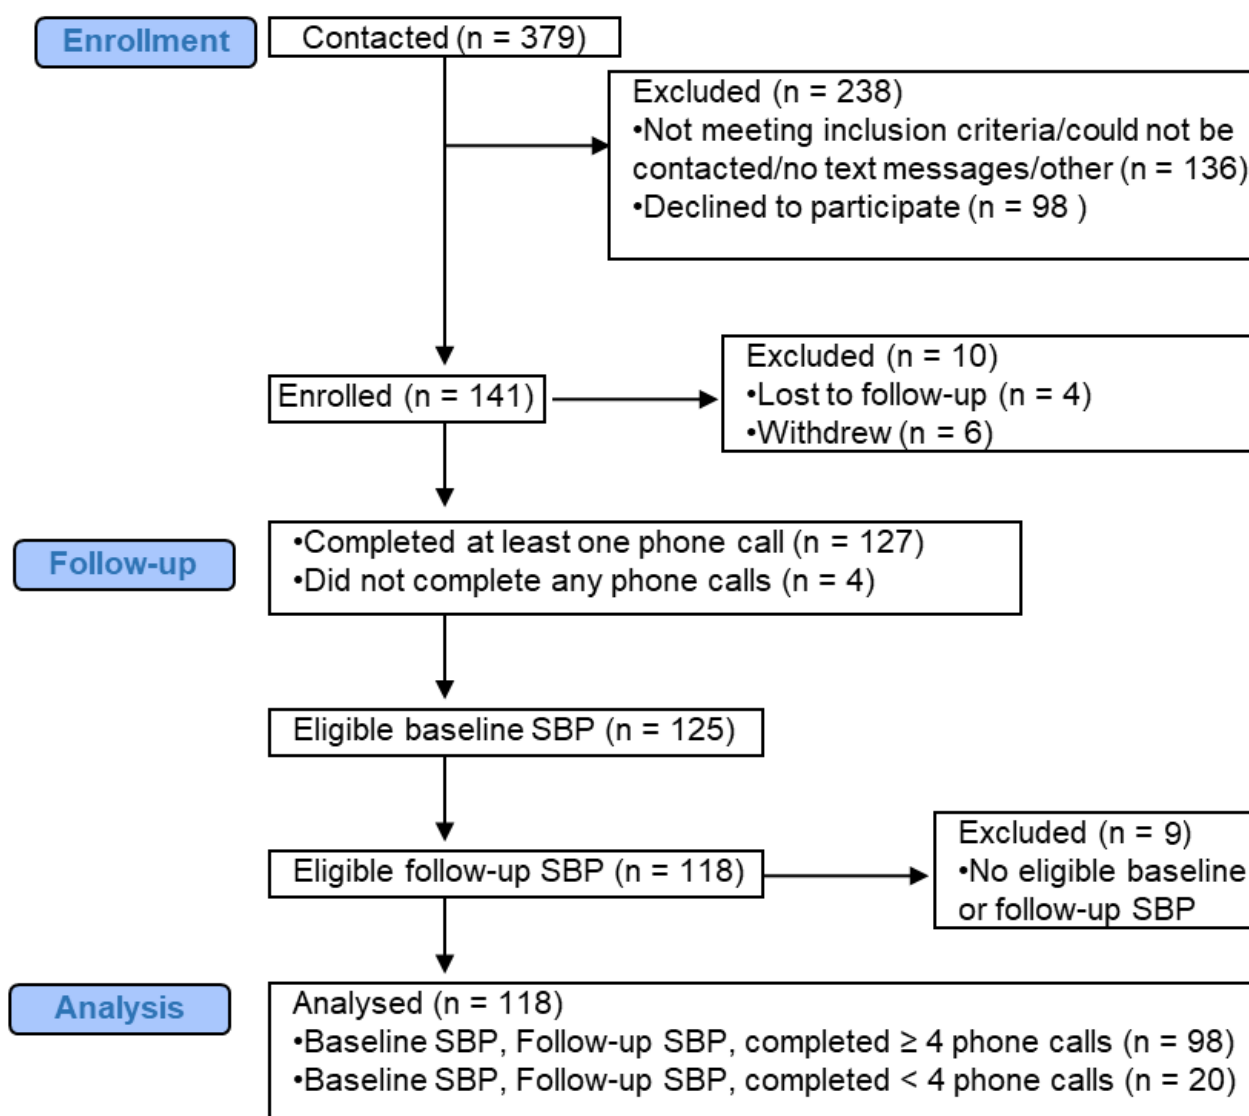 Enrollment
Contacted (n = 379)
Excluded (n = 238)
•Not meeting inclusion criteria/could not be
contacted/no text messages/other (n = 136)
•Declined to participate (n = 98 )
Enrolled (n = 141)
Excluded (n = 10)
•Lost to follow-up (n = 4)
•Withdrew (n = 6)
Follow-up
•Completed at least one phone call (n = 127)
•Did not complete any phone calls (n = 4)
Eligible baseline SBP (n = 125)
Eligible follow-up SBP (n = 118)
Excluded (n = 9)
•No eligible baseline
or follow-up SBP
Analysis
Analysed (n = 118)
•Baseline SBP, Follow-up SBP, completed ≥ 4 phone calls (n = 98)
•Baseline SBP, Follow-up SBP, completed < 4 phone calls (n = 20)